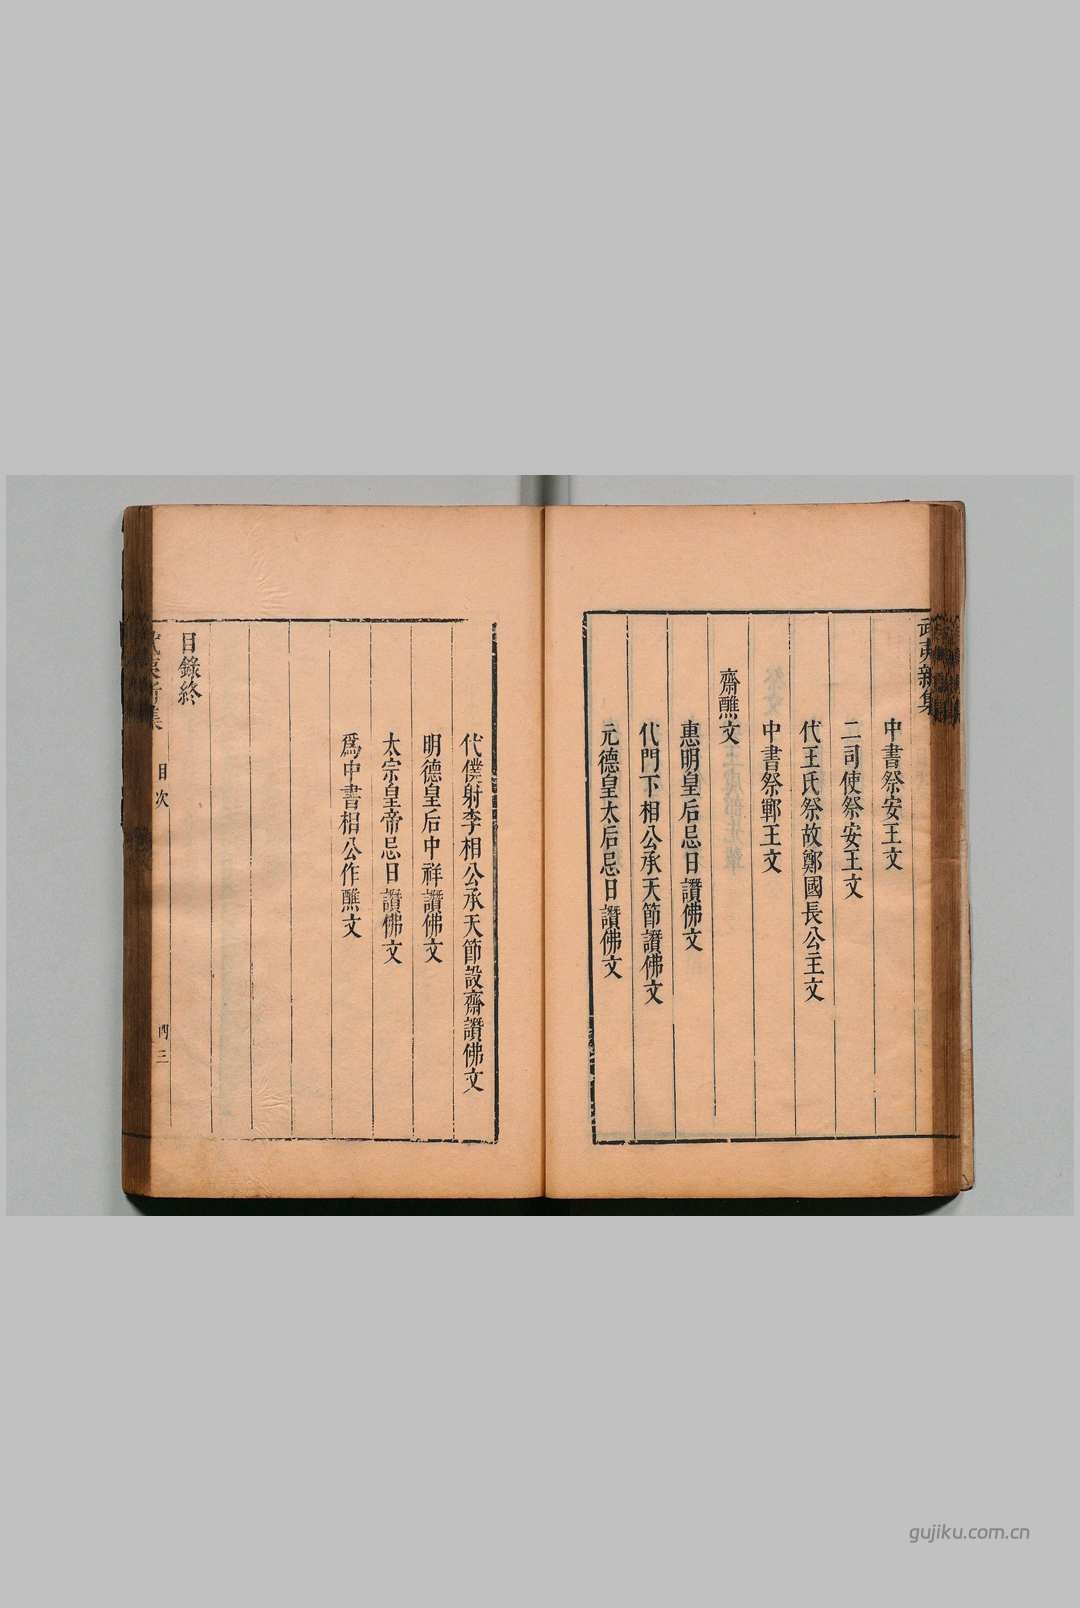 武夷新集
中書祭安王文
二司使祭安王文
代王氏祭故鄭國長公主文
中書祭鄆王文
齋醮文
惠明皇后忌日讚佛文
代門下相公承天節讚佛文
元德皇太后忌日讚佛文
代僕射李相公承天節設齋讚佛文
明德皇后中祥讚佛文
太宗皇帝忌日讚佛文
爲中書相公作醮文
目錄終
武夷新集
目次
gujiku.com.cn